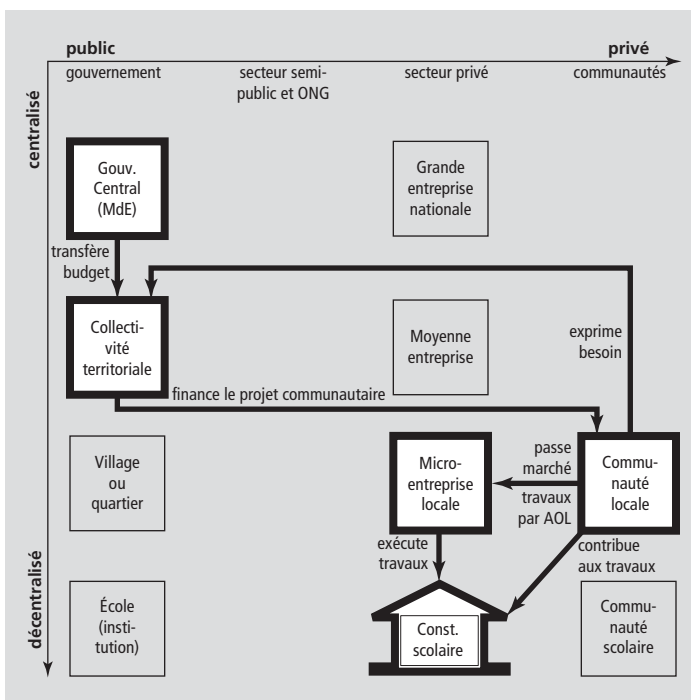 public
privé
gouvernement
secteur semi-
public et ONG
secteur privé
communautés
centralisé
Gouv.
Central
(MdE)
Grande
entreprise
nationale
transfère
budget
Collecti-
vité
territoriale
Moyenne
entreprise
exprime
besoin
finance le projet communautaire
Village
ou
quartier
Micro-
entreprise
locale
passe
marché
travaux
par AOL
Commu-
nauté
locale
exécute
travaux
contribue
aux travaux
décentralisé
École
(insti-
tution)
Const.
scolaire
Commu-
nauté
scolaire